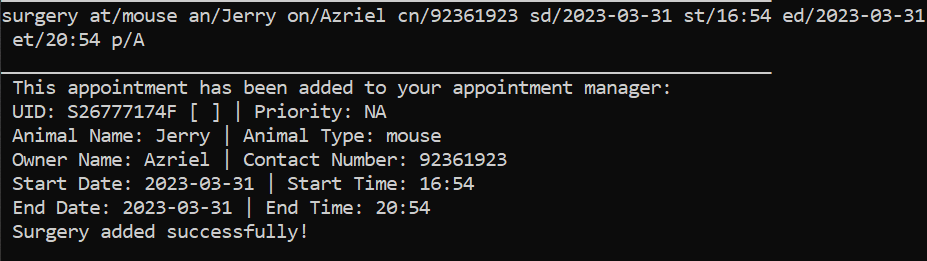 surgery at/mouse an/Jerry on/Azriel cn/92361923 sd/2023-03-31 st/16:54 ed/2023-03-31
et/20:54 p/A
This appointment has been added to your appointment manager:
UID: S26777174F [ ] | Priority: NA
Animal Name: Jerry | Animal Type: mouse
Owner Name: Azriel | Contact Number: 92361923
Start Date: 2023-03-31 | Start Time: 16:54
End Date: 2023-03-31 | End Time: 20:54
Surgery added successfully!